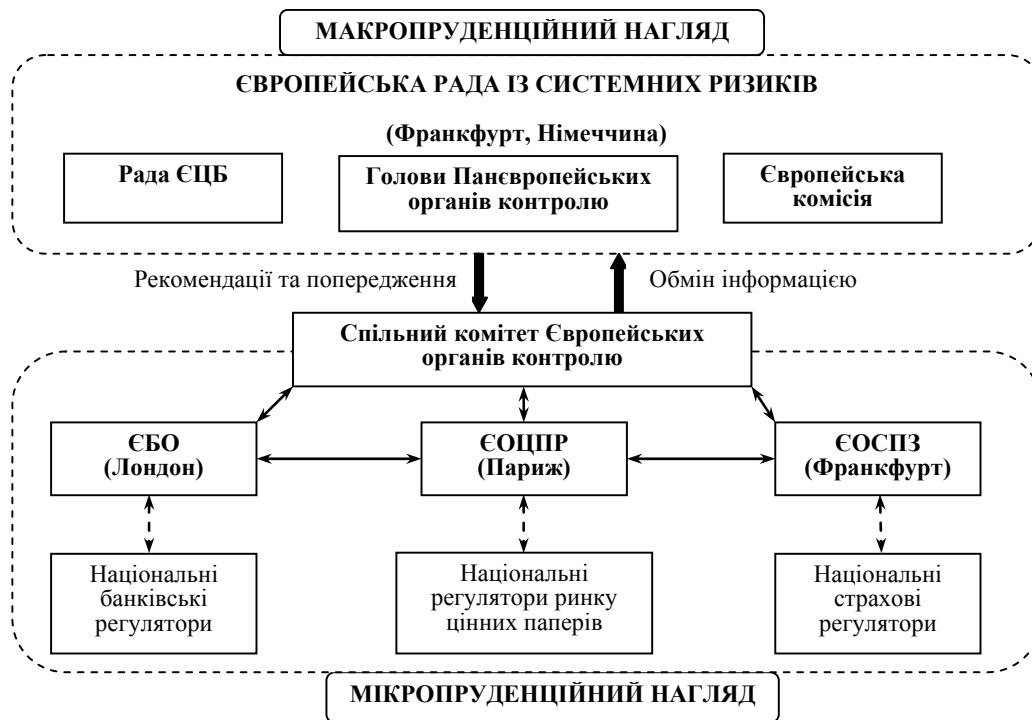 МАКРОПРУДЕНЦІЙНИЙ НАГЛЯД
ЄВРОПЕЙСЬКА РАДА ІЗ СИСТЕМНИХ РИЗИКІВ
(Франкфурт, Німеччина)
Рада ЄЦБ
Голови Панєвропейських
органів контролю
Європейська
комісія
Рекомендації та попередження
Обмін інформацією
Спільний комітет Європейських
органів контролю
ЄБО
(Лондон)
ЄОЦПР
(Париж)
ЄОСПЗ
(Франкфурт)
Національні
банківські
регулятори
Національні
регулятори ринку
цінних паперів
Національні
страхові
регулятори
МІКРОПРУДЕНЦІЙНИЙ НАГЛЯД